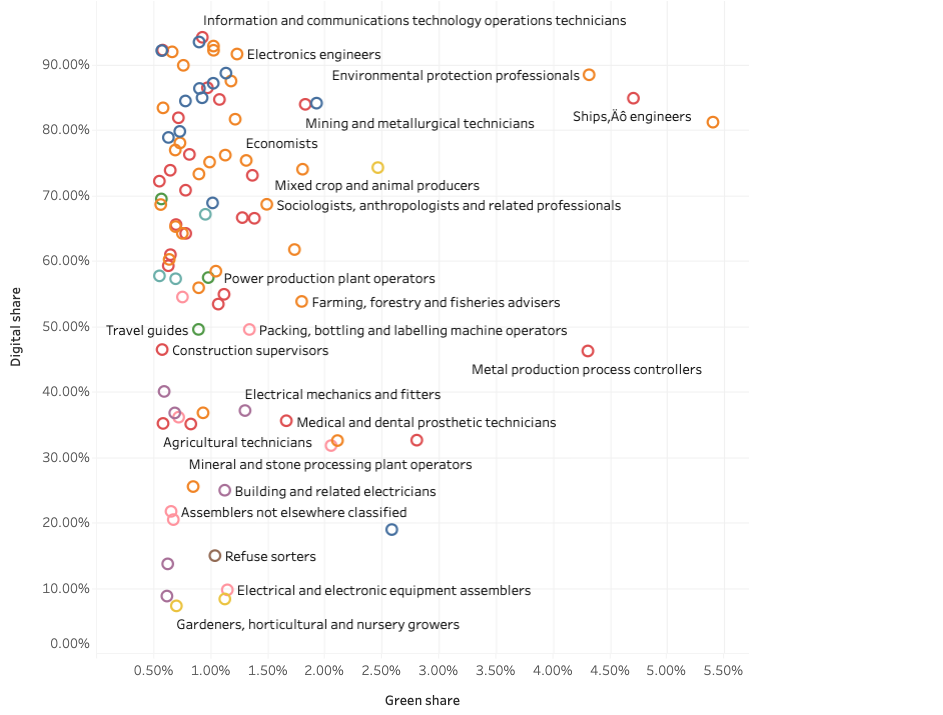 Information and communications technology operations technicians
90.00%
Electronics engineers
Environmental protection professionals
Ships‚Äô engineers
80.00%
Mining and metallurgical technicians
Economists
Mixed crop and animal producers
70.00%
Sociologists, anthropologists and related professionals
60.00%
Power production plant operators
Farming, forestry and fisheries advisers
50.00%
Travel guides
Packing, bottling and labelling machine operators
Construction supervisors
Metal production process controllers
40.00%
Electrical mechanics and fitters
Medical and dental prosthetic technicians
Agricultural technicians
30.00%
Mineral and stone processing plant operators
Building and related electricians
Assemblers not elsewhere classified
20.00%
Refuse sorters
10.00%
Electrical and electronic equipment assemblers
Gardeners, horticultural and nursery growers
0.00%
Digital share
0.50% 1.00% 1.50% 2.00% 2.50% 3.00% 3.50% 4.00% 4.50% 5.00% 5.50%
Green share